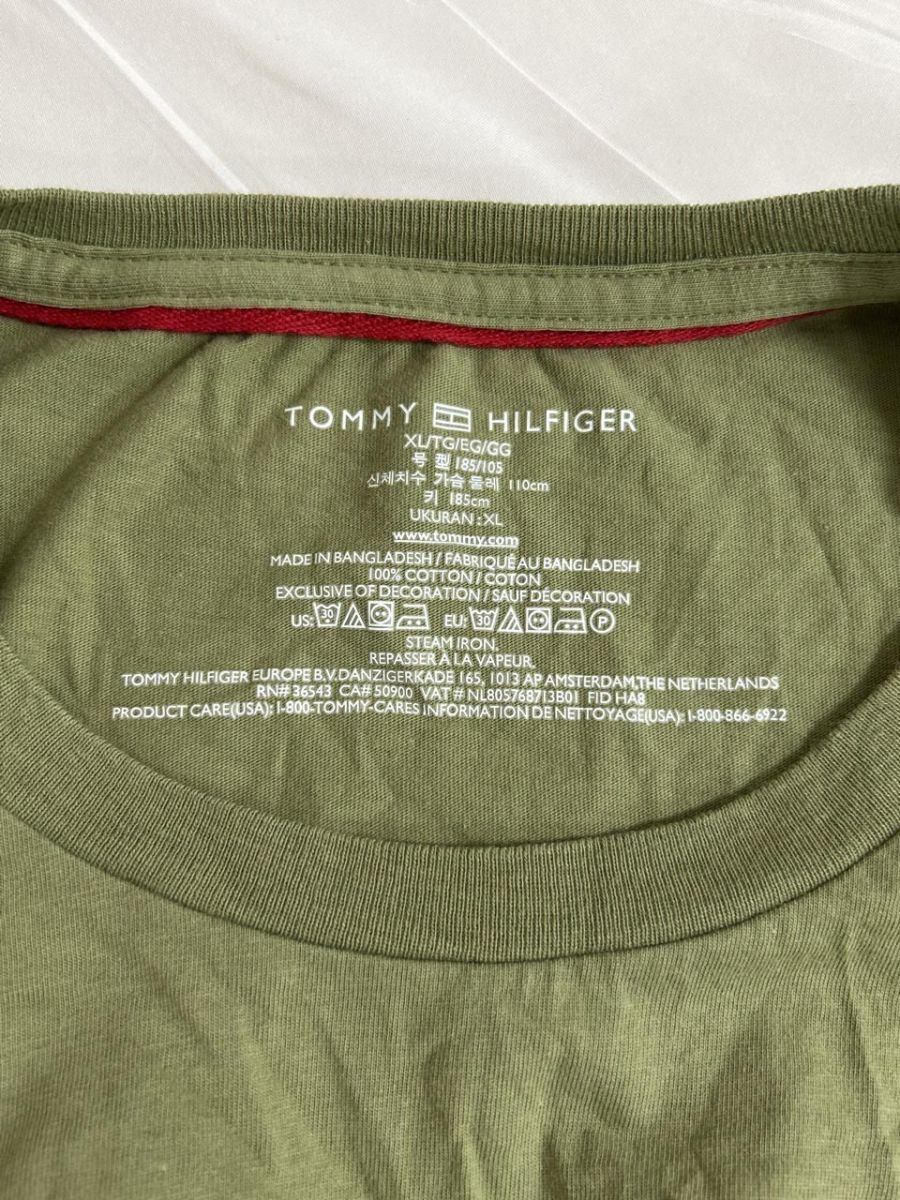 TOMMY HILFIGER
XL/TG/EG/GG
号 型 185/105
신체치수 가슴 둘레 110cm
키 185cm
UKURAN : XL
www.tommy.com
MADE IN BANGLADESH / FABRIQUÉ AU BANGLADESH
100% COTTON / COTON
EXCLUSIVE OF DECORATION / SAUF DÉCORATION
US: 30 EU: 30 P
STEAM IRON.
REPASSER À LA VAPEUR.
TOMMY HILFIGER EUROPE B.V. DANZIGERKADE 165, 1013 AP AMSTERDAM, THE NETHERLANDS
RN# 36543 CA# 50900 VAT # NL805768713B01 FID HA8
PRODUCT CARE(USA): 1-800-TOMMY-CARES INFORMATION DE NETTOYAGE(USA): 1-800-866-6922